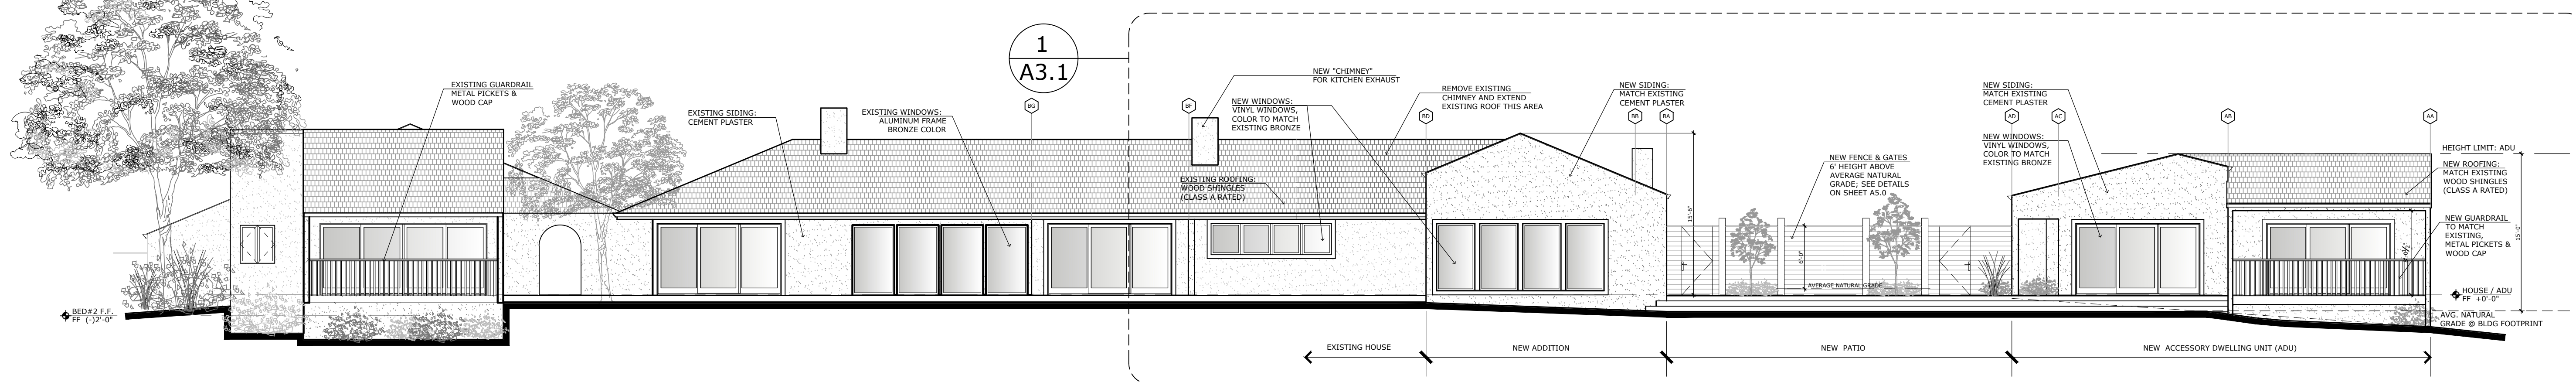 1
A3.1
EXISTING GUARDRAIL
METAL PICKETS &
WOOD CAP
EXISTING SIDING:
CEMENT PLASTER
EXISTING WINDOWS:
ALUMINUM FRAME
BRONZE COLOR
BG
BF
NEW "CHIMNEY"
FOR KITCHEN EXHAUST
NEW WINDOWS:
VINYL WINDOWS,
COLOR TO MATCH
EXISTING BRONZE
EXISTING ROOFING:
WOOD SHINGLES
(CLASS A RATED)
REMOVE EXISTING
CHIMNEY AND EXTEND
EXISTING ROOF THIS AREA
BD
NEW SIDING:
MATCH EXISTING
CEMENT PLASTER
BB
BA
15'-6"
NEW FENCE & GATES
6' HEIGHT ABOVE
AVERAGE NATURAL
GRADE; SEE DETAILS
ON SHEET A5.0
6'-0"
AVERAGE NATURAL GRADE
NEW SIDING:
MATCH EXISTING
CEMENT PLASTER
AD
AC
AB
AA
NEW WINDOWS:
VINYL WINDOWS,
COLOR TO MATCH
EXISTING BRONZE
HEIGHT LIMIT: ADU
NEW ROOFING:
MATCH EXISTING
WOOD SHINGLES
(CLASS A RATED)
NEW GUARDRAIL
TO MATCH
EXISTING,
METAL PICKETS &
WOOD CAP
15'-0"
HOUSE / ADU
FF +0'-0"
AVG. NATURAL
GRADE @ BLDG FOOTPRINT
BED#2 F.F.
FF (-)2'-0"
EXISTING HOUSE
NEW ADDITION
NEW PATIO
NEW ACCESSORY DWELLING UNIT (ADU)